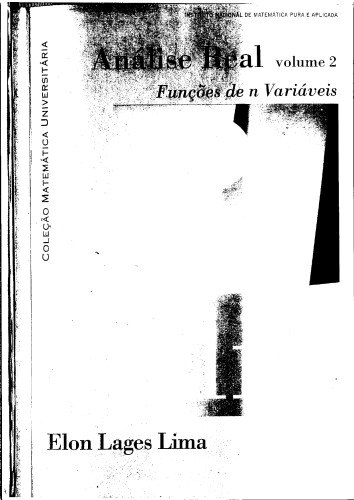 INSTITUTO NACIONAL DE MATEMÁTICA PURA E APLICADA
Análise Real volume 2
Funções de n Variáveis
COLEÇÃO MATEMÁTICA UNIVERSITÁRIA
Elon Lages Lima